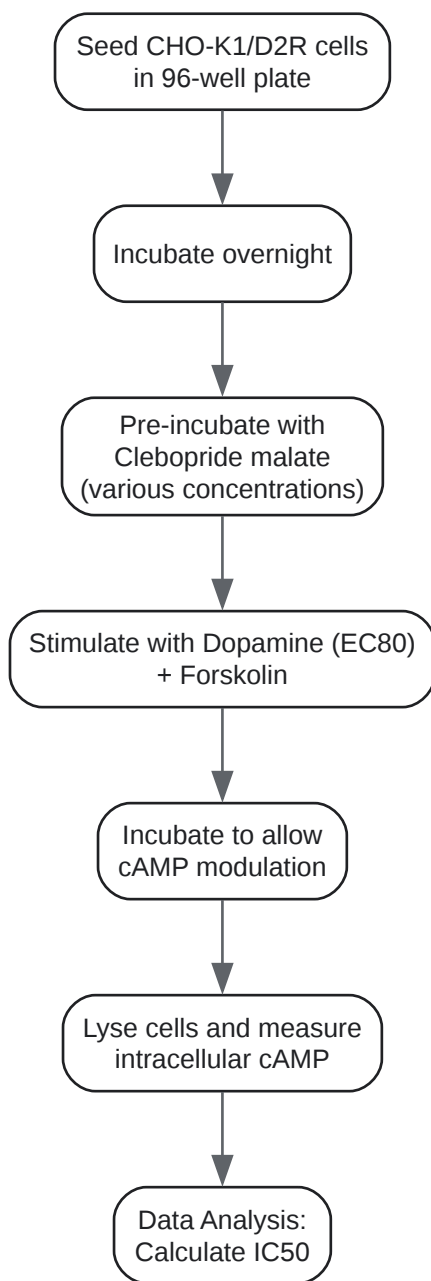 Seed CHO-K1/D2R cells
in 96-well plate
Incubate overnight
Pre-incubate with
Clebopride malate
(various concentrations)
Stimulate with Dopamine (EC80)
+ Forskolin
Incubate to allow
cAMP modulation
Lyse cells and measure
intracellular cAMP
Data Analysis:
Calculate IC50